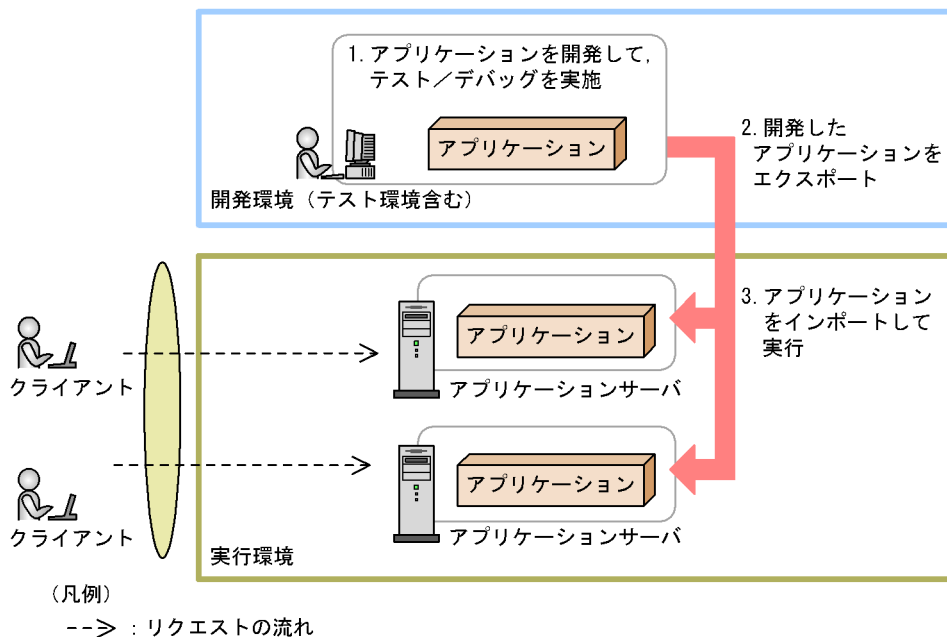 1. アプリケーションを開発して,
テスト／デバッグを実施
アプリケーション
開発環境（テスト環境含む）
2. 開発した
アプリケーションを
エクスポート
3. アプリケーション
をインポートして
実行
アプリケーション
アプリケーションサーバ
クライアント
アプリケーション
アプリケーションサーバ
クライアント
実行環境
（凡例）
：リクエストの流れ